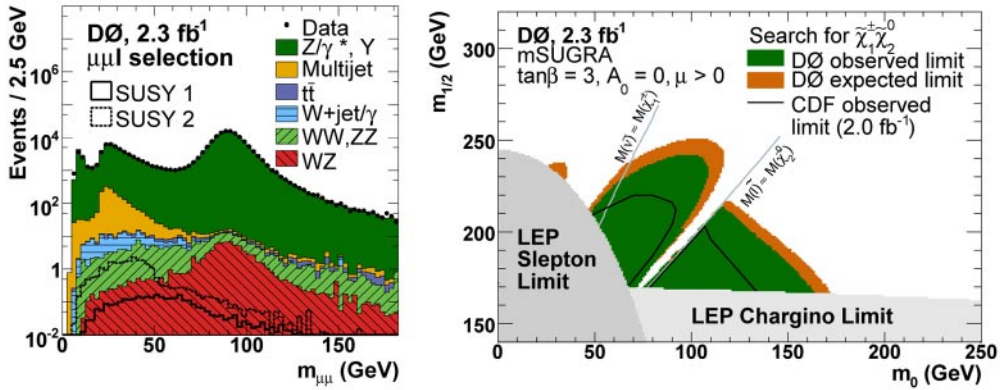 DØ, 2.3 fb⁻¹
μμl selection
SUSY 1
SUSY 2
Data
Z/γ *, Υ
Multijet
tt̄
W+jet/γ
WW,ZZ
WZ
Events / 2.5 GeV
10⁶
10⁴
10²
1
10⁻²
0
50
100
150
m_μμ (GeV)
DØ, 2.3 fb⁻¹
mSUGRA
tanβ = 3, A₀ = 0, μ > 0
Search for χ̃₁±χ̃₂⁰
DØ observed limit
DØ expected limit
CDF observed
limit (2.0 fb⁻¹)
M(ν̃) ≈ M(χ̃₁±)
M(l̃) ≈ M(χ̃₂⁰)
LEP
Slepton
Limit
LEP Chargino Limit
m₁/₂ (GeV)
300
250
200
150
0
50
100
150
200
250
m₀ (GeV)